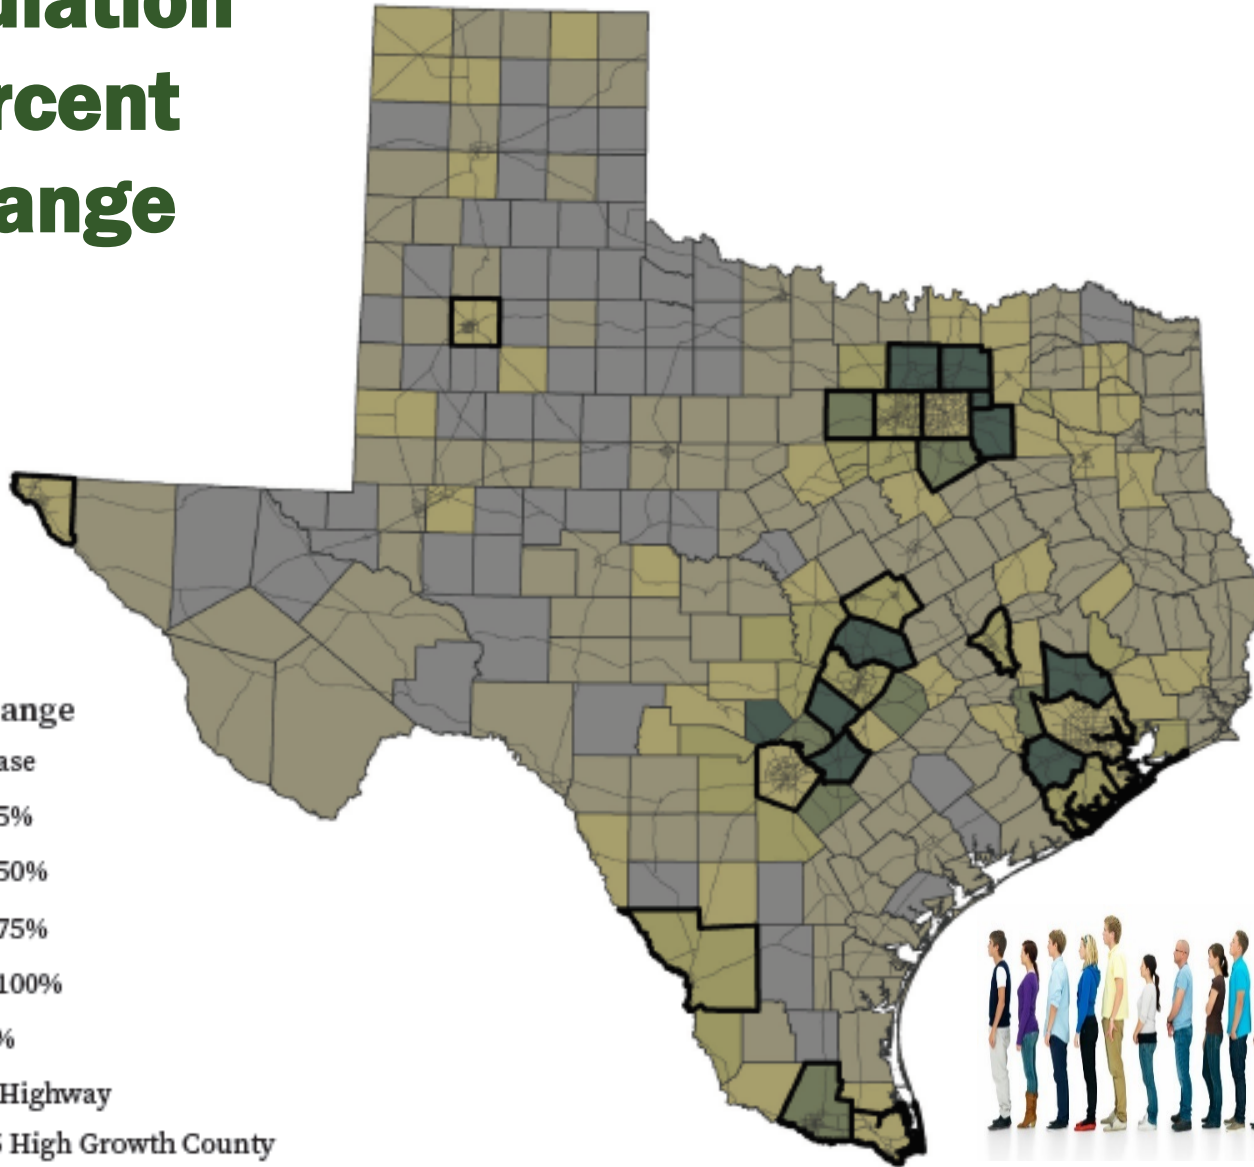 ulation
rcent
ange
ange
ase
5%
50%
75%
100%
%
Highway
High Growth County